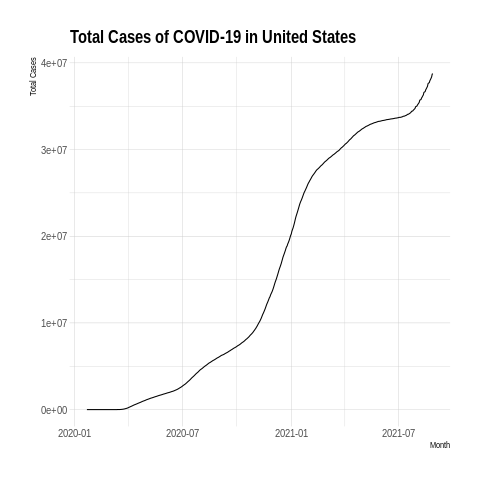 Total Cases of COVID-19 in United States
Total Cases
4e+07
3e+07
2e+07
1e+07
0e+00
2020-01 2020-07 2021-01 2021-07
Month